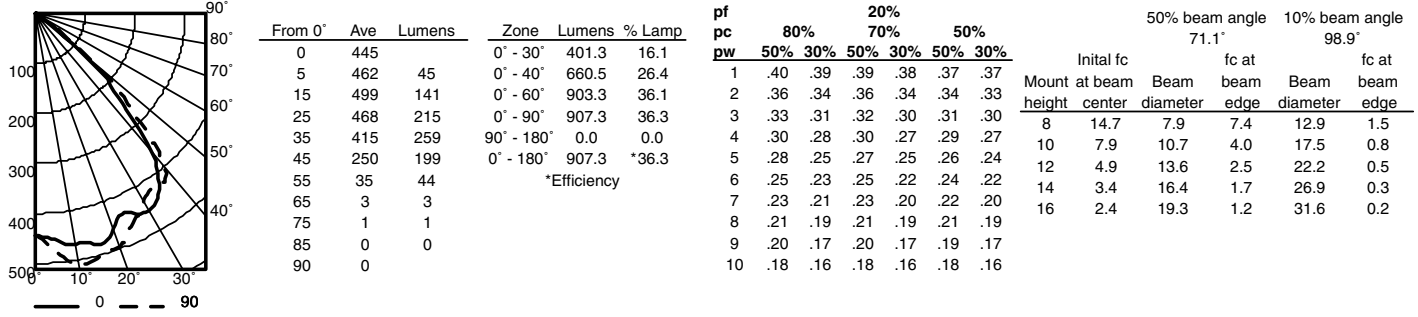 90°
80°
70°
60°
50°
40°
100
200
300
400
500
0° 10° 20° 30°
0 90
From 0° Ave Lumens
0 445
5 462 45
15 499 141
25 468 215
35 415 259
45 250 199
55 35 44
65 3 3
75 1 1
85 0 0
90 0
Zone Lumens % Lamp
0° - 30° 401.3 16.1
0° - 40° 660.5 26.4
0° - 60° 903.3 36.1
0° - 90° 907.3 36.3
90° - 180° 0.0 0.0
0° - 180° 907.3 *36.3
*Efficiency
pf 20%
pc 80% 70% 50%
pw 50% 30% 50% 30% 50% 30%
1 .40 .39 .39 .38 .37 .37
2 .36 .34 .36 .34 .34 .33
3 .33 .31 .32 .30 .31 .30
4 .30 .28 .30 .27 .29 .27
5 .28 .25 .27 .25 .26 .24
6 .25 .23 .25 .22 .24 .22
7 .23 .21 .23 .20 .22 .20
8 .21 .19 .21 .19 .21 .19
9 .20 .17 .20 .17 .19 .17
10 .18 .16 .18 .16 .18 .16
50% beam angle 10% beam angle
71.1° 98.9°
Inital fc fc at fc at
Mount at beam Beam beam Beam beam
height center diameter edge diameter edge
8 14.7 7.9 7.4 12.9 1.5
10 7.9 10.7 4.0 17.5 0.8
12 4.9 13.6 2.5 22.2 0.5
14 3.4 16.4 1.7 26.9 0.3
16 2.4 19.3 1.2 31.6 0.2